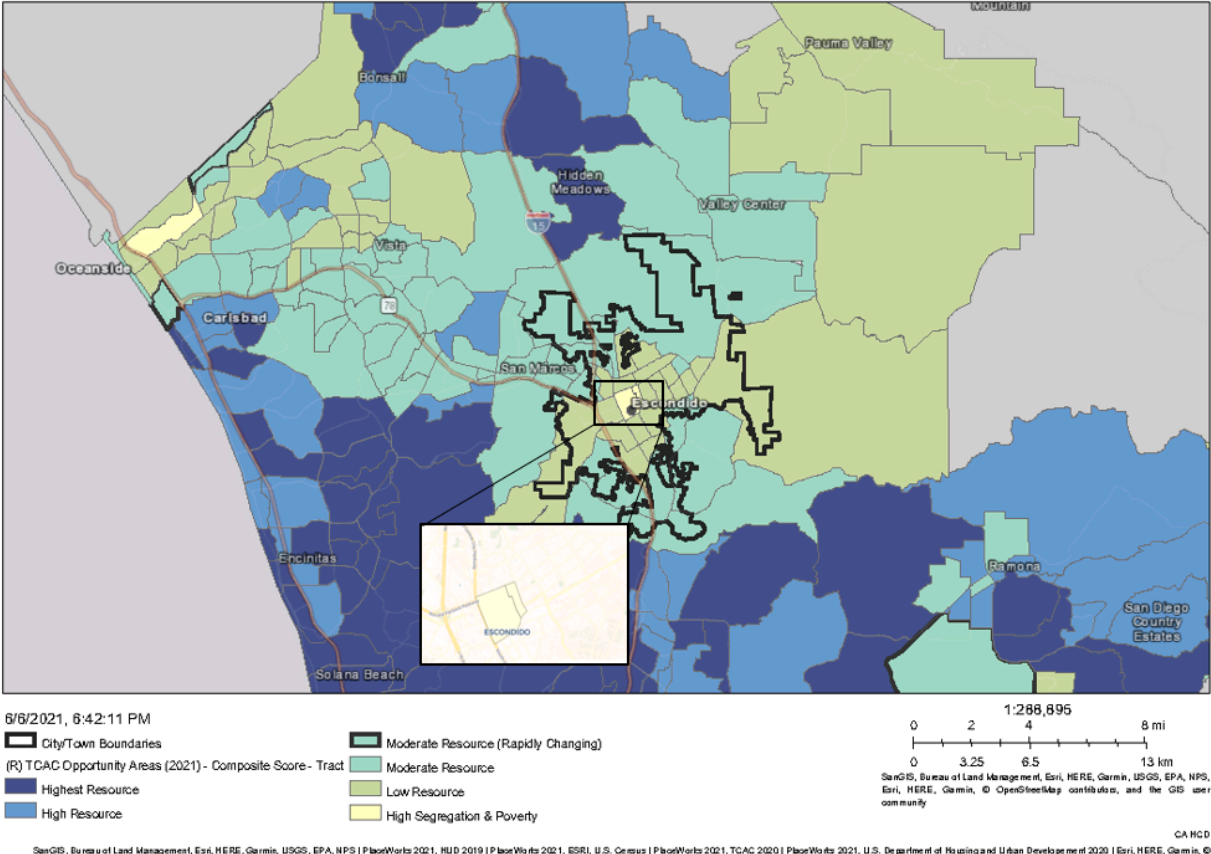 Mountain
Pauma Valley
Bonsall
Hidden
Meadows
Valley Center
15
Vista
Oceanside
78
Carlsbad
San Marcos
Escondido
Encinitas
Ramona
ESCONDIDO
San Diego
Country
Estates
Solana Beach
6/6/2021, 6:42:11 PM
City/Town Boundaries
(R) TCAC Opportunity Areas (2021) - Composite Score - Tract
Highest Resource
High Resource
Moderate Resource (Rapidly Changing)
Moderate Resource
Low Resource
High Segregation & Poverty
1:288,895
0 2 4 8 mi
0 3.25 6.5 13 km
SanGIS, Bureau of Land Management, Esri, HERE, Garmin, USGS, EPA, NPS,
Esri, HERE, Garmin, © OpenStreetMap contributors, and the GIS user
community
CA HCD
SanGIS, Bureau of Land Management, Esri, HERE, Garmin, USGS, EPA, NPS | PlaceWorks 2021, HUD 2019 | PlaceWorks 2021, ESRI, U.S. Census | PlaceWorks 2021, TCAC 2020 | PlaceWorks 2021, U.S. Department of Housing and Urban Developement 2020 | Esri, HERE, Garmin, ©